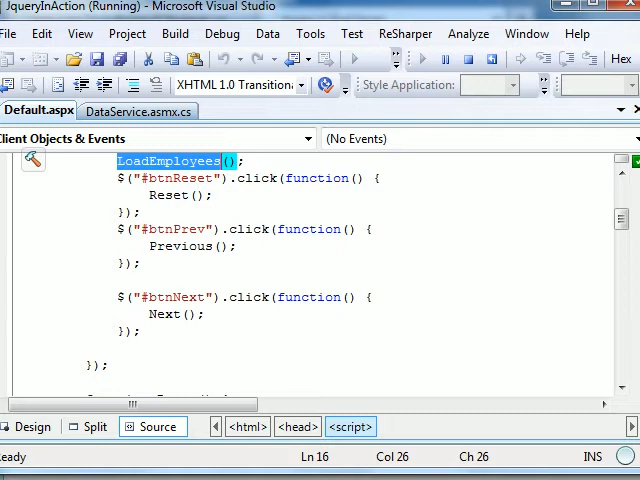 JqueryInAction (Running) - Microsoft Visual Studio
File Edit View Project Build Debug Data Tools Test ReSharper Analyze Window Help
Hex
XHTML 1.0 Transitiona Style Application:
Default.aspx DataService.asmx.cs
Client Objects & Events (No Events)
LoadEmployees();
$("#btnReset").click(function() {
Reset();
});
$("#btnPrev").click(function() {
Previous();
});
$("#btnNext").click(function() {
Next();
});
});
Design Split Source <html> <head> <script>
Ready Ln 16 Col 26 Ch 26 INS